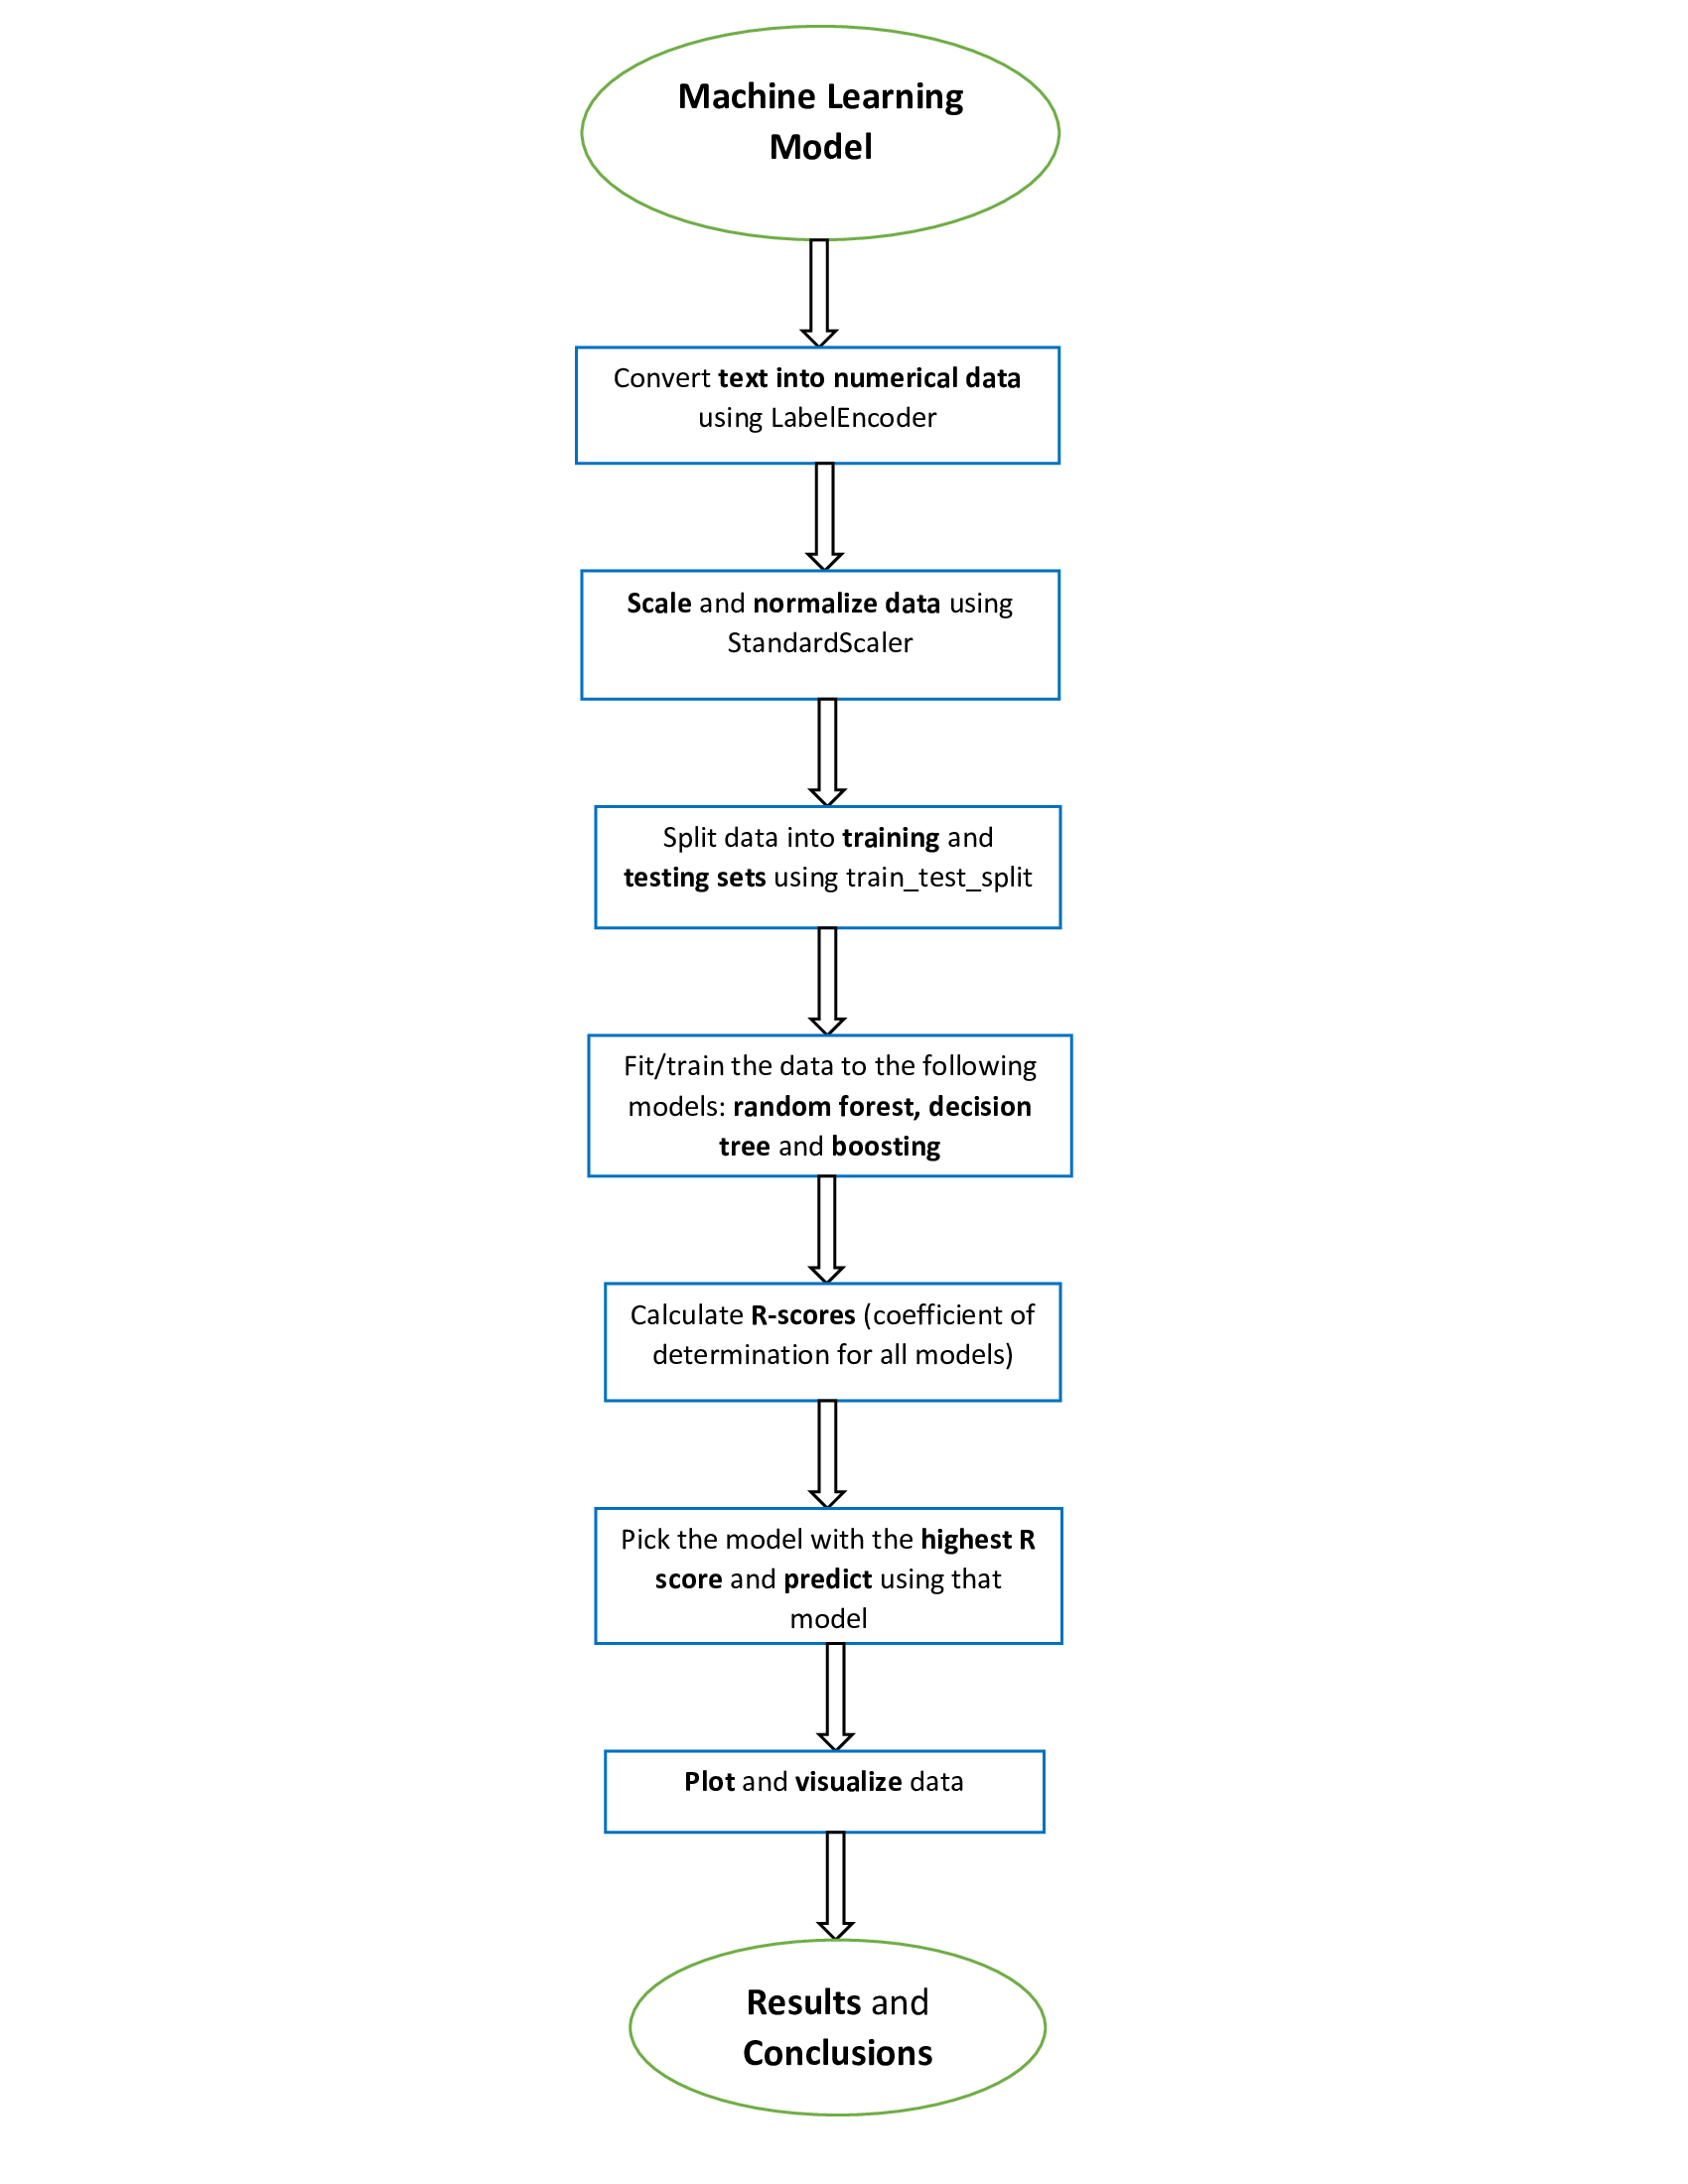 Machine Learning
Model
Convert text into numerical data
using LabelEncoder
Scale and normalize data using
StandardScaler
Split data into training and
testing sets using train_test_split
Fit/train the data to the following
models: random forest, decision
tree and boosting
Calculate R-scores (coefficient of
determination for all models)
Pick the model with the highest R
score and predict using that
model
Plot and visualize data
Results and
Conclusions